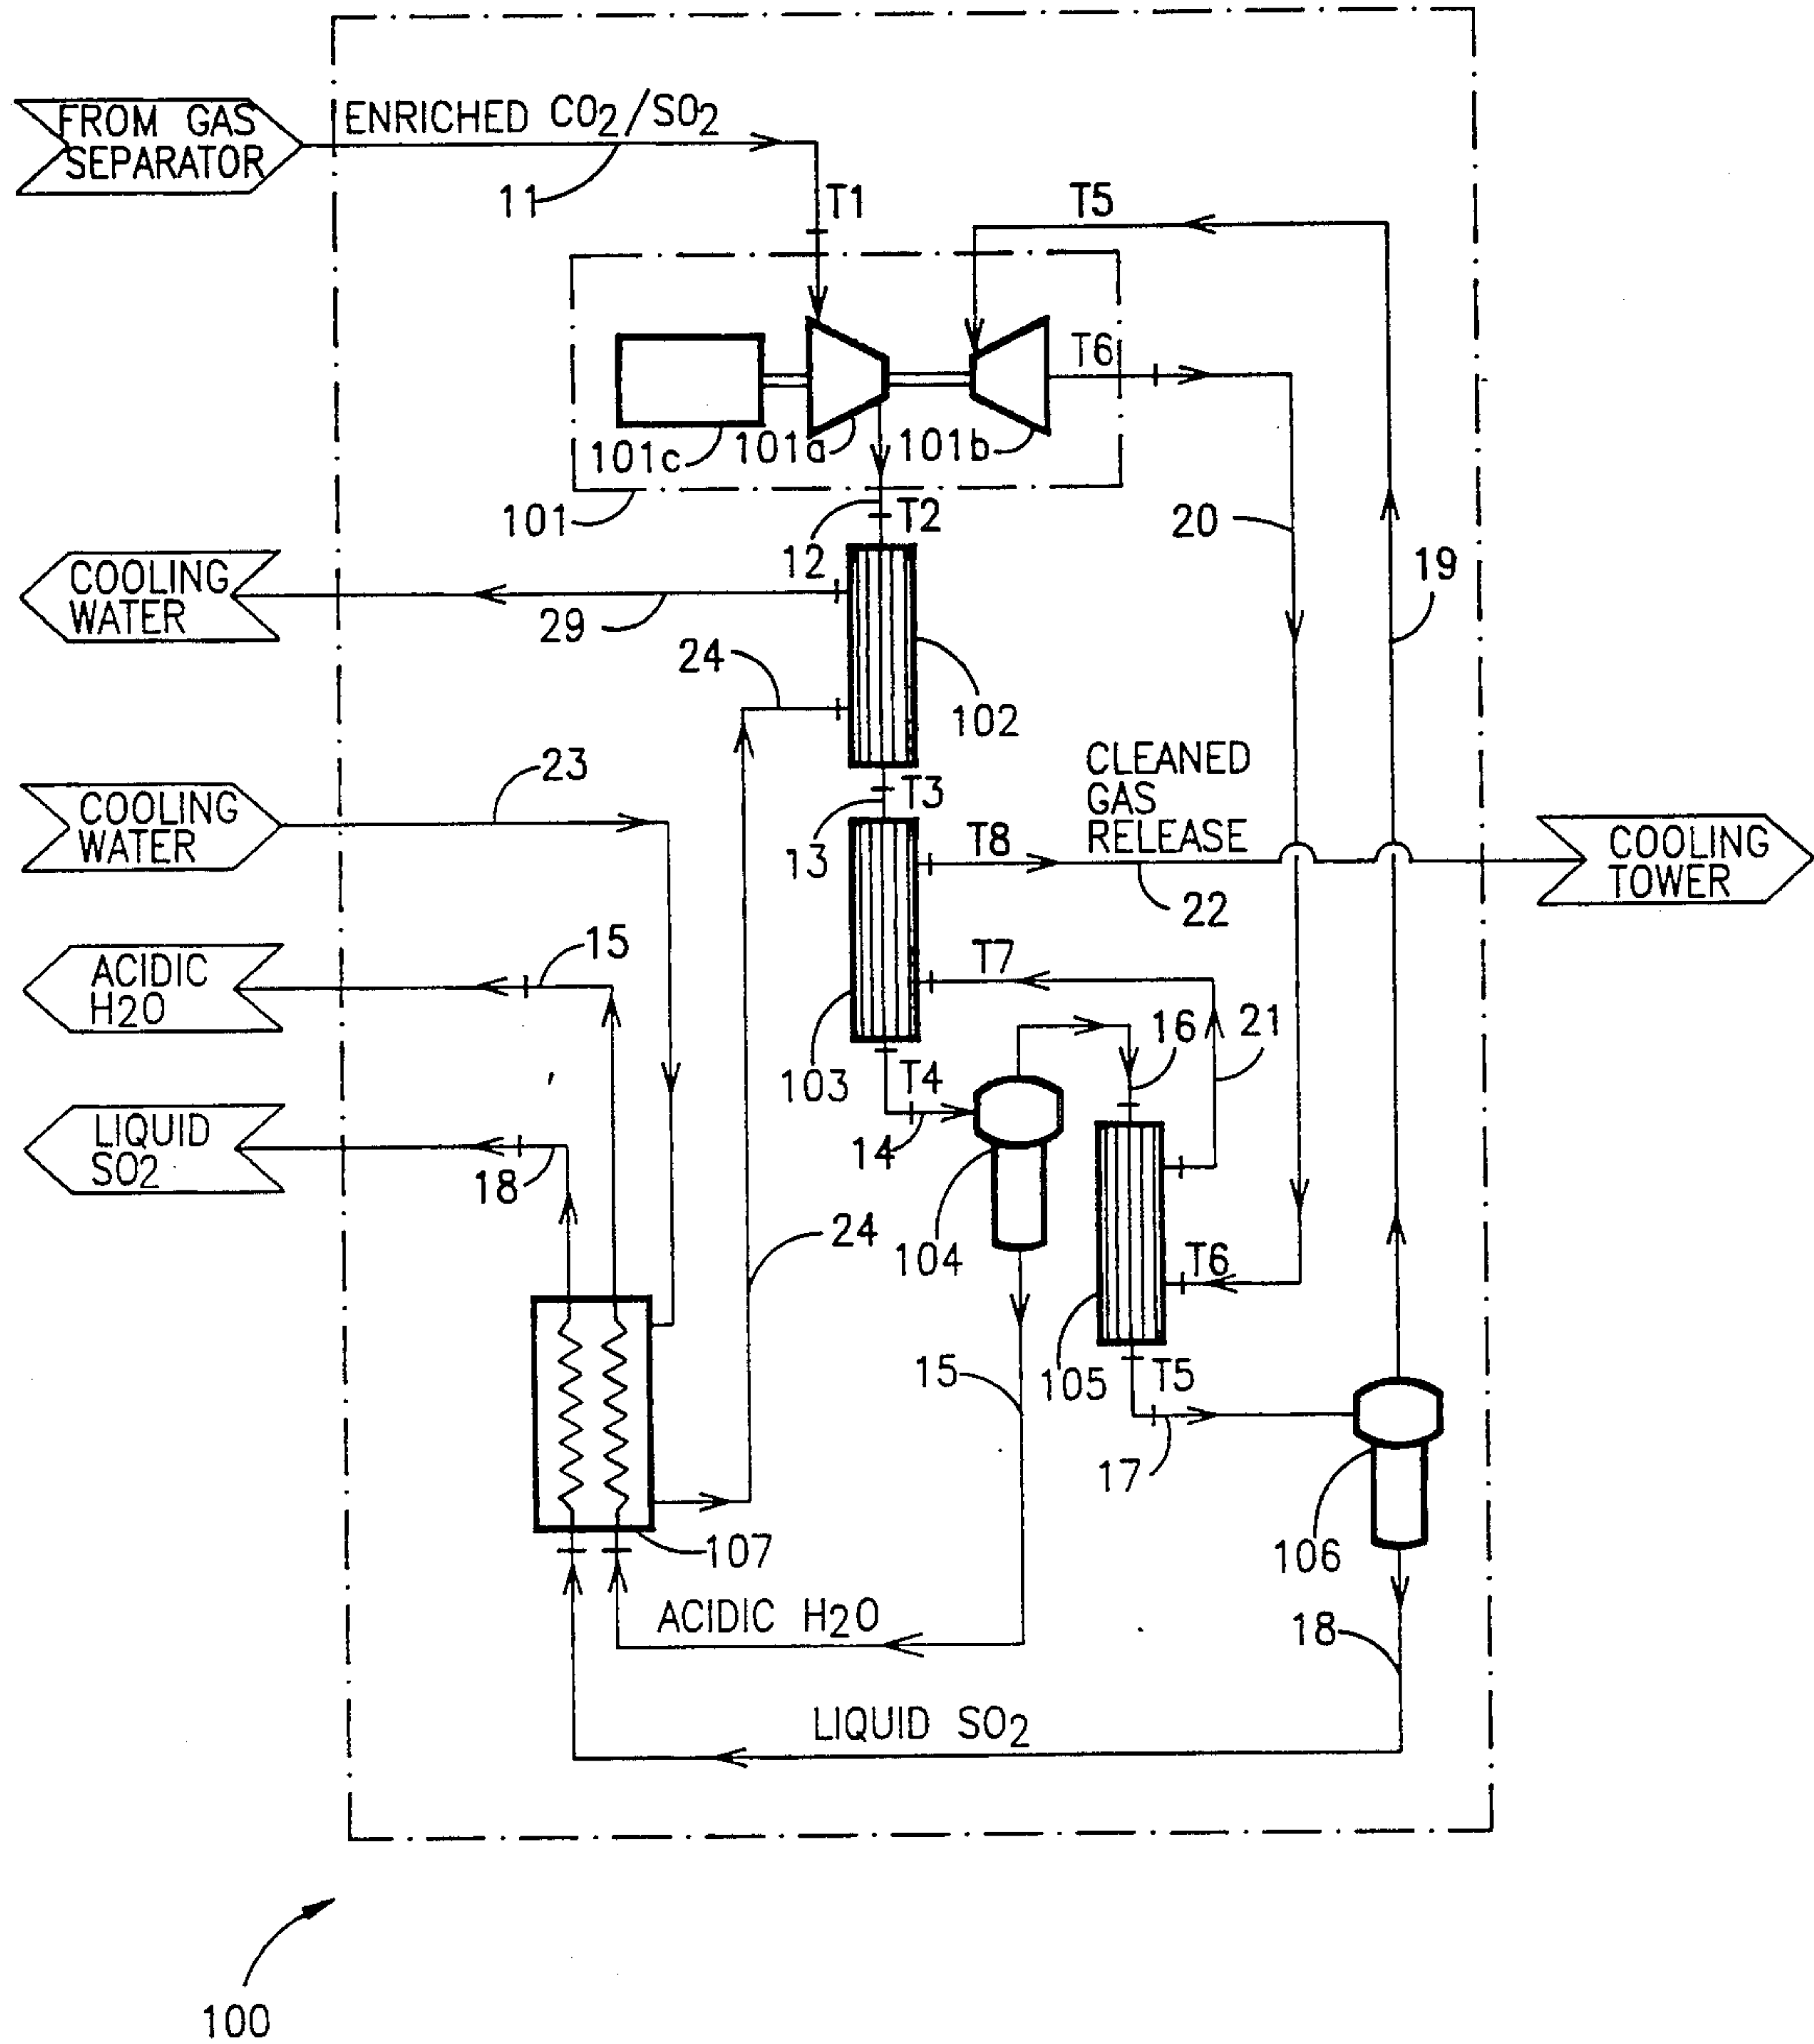 FROM GAS
SEPARATOR
ENRICHED CO2/SO2
11
T1
T5
T6
101c
101a
101b
101
12
T2
20
19
COOLING
WATER
29
24
102
COOLING
WATER
23
T3
13
CLEANED
GAS
RELEASE
T8
22
COOLING
TOWER
ACIDIC
H2O
15
T7
103
T4
16
21
14
LIQUID
SO2
18
104
24
T6
15
105
T5
17
107
106
ACIDIC H2O
18
LIQUID SO2
100